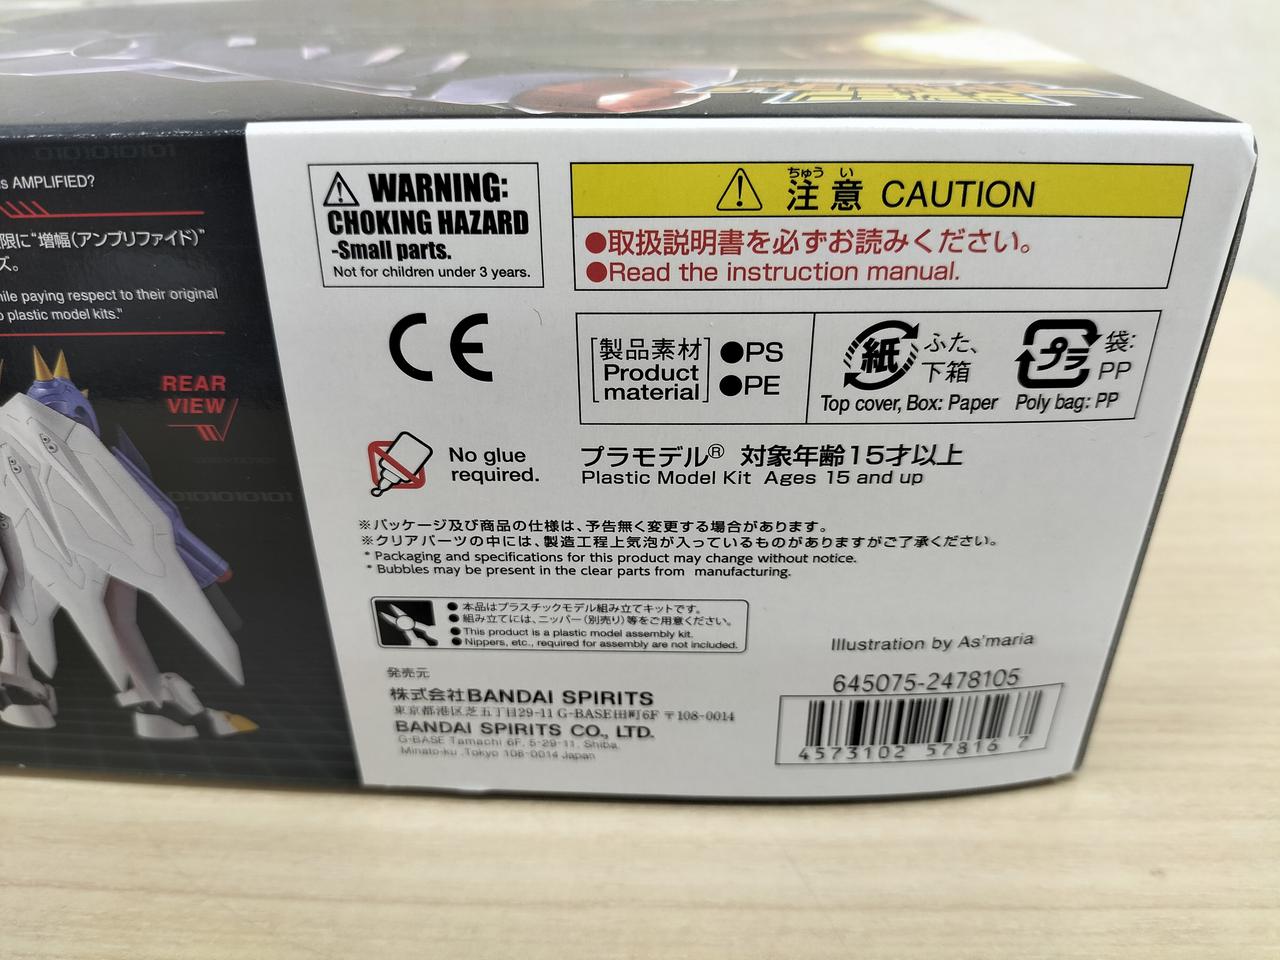 0101010101
s AMPLIFIED?
限に"増幅(アンプリファイド)"
ズ。
ile paying respect to their original
plastic model kits."
REAR
VIEW
0101010101
WARNING:
CHOKING HAZARD
-Small parts.
Not for children under 3 years.
ちゅう い
注意 CAUTION
●取扱説明書を必ずお読みください。
●Read the instruction manual.
CE
[製品素材 Product material]
●PS
●PE
紙
ふた、
下箱
Top cover, Box: Paper
プラ
袋:
PP
Poly bag: PP
No glue
required.
プラモデル® 対象年齢15才以上
Plastic Model Kit Ages 15 and up
※パッケージ及び商品の仕様は、予告無く変更する場合があります。
※クリアパーツの中には、製造工程上気泡が入っているものがありますがご了承ください。
* Packaging and specifications for this product may change without notice.
* Bubbles may be present in the clear parts from manufacturing.
● 本品はプラスチックモデル組み立てキットです。
● 組み立てには、ニッパー(別売り)等をご用意ください。
● This product is a plastic model assembly kit.
● Nippers, etc., required for assembly are not included.
発売元
株式会社BANDAI SPIRITS
東京都港区芝五丁目29-11 G-BASE田町6F 〒108-0014
BANDAI SPIRITS CO., LTD.
G-BASE Tamachi 6F, 5-29-11, Shiba,
Minato-ku ,Tokyo 108-0014 Japan
Illustration by As'maria
645075-2478105
4573102 57816 7